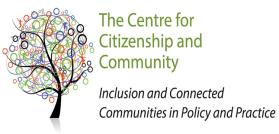 The Centre for
Citizenship and
Community
Inclusion and Connected
Communities in Policy and Practice